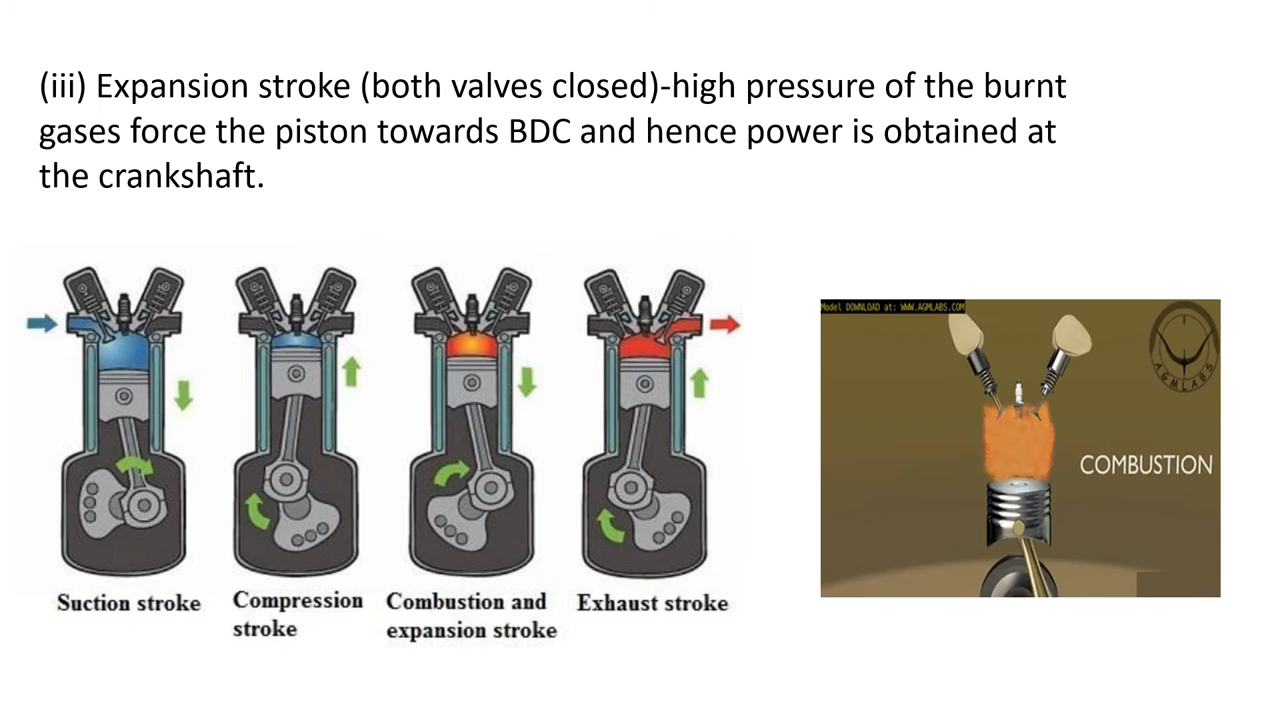 (iii) Expansion stroke (both valves closed)-high pressure of the burnt
gases force the piston towards BDC and hence power is obtained at
the crankshaft.
Model DOWNLOAD at: WWW.AGMLABS.COM
AGMLABS
COMBUSTION
Suction stroke
Compression
stroke
Combustion and
expansion stroke
Exhaust stroke